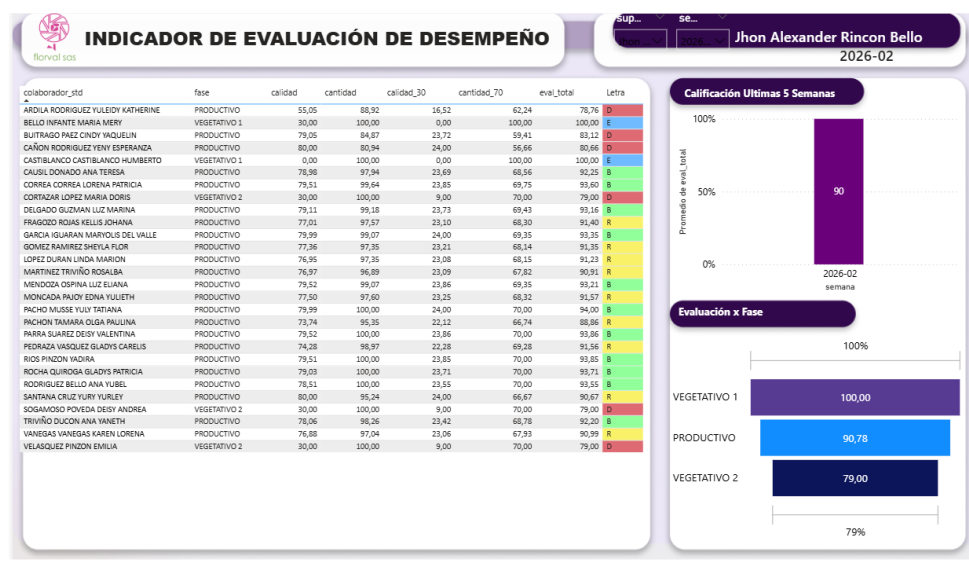 florval sas
INDICADOR DE EVALUACIÓN DE DESEMPEÑO
Sup... se...
Jhon ... 2026...
Jhon Alexander Rincon Bello
2026-02
colaborador_std fase calidad cantidad calidad_30 cantidad_70 eval_total Letra
ARDILA RODRIGUEZ YULEIDY KATHERINE PRODUCTIVO 55,05 88,92 16,52 62,24 78,76 D
BELLO INFANTE MARIA MERY VEGETATIVO 1 30,00 100,00 0,00 100,00 100,00 E
BUITRAGO PAEZ CINDY YAQUELIN PRODUCTIVO 79,05 84,87 23,72 59,41 83,12 D
CAÑON RODRIGUEZ YENY ESPERANZA PRODUCTIVO 80,00 80,94 24,00 56,66 80,66 D
CASTIBLANCO CASTIBLANCO HUMBERTO VEGETATIVO 1 0,00 100,00 0,00 100,00 100,00 E
CAUSIL DONADO ANA TERESA PRODUCTIVO 78,98 97,94 23,69 68,56 92,25 B
CORREA CORREA LORENA PATRICIA PRODUCTIVO 79,51 99,64 23,85 69,75 93,60 B
CORTAZAR LOPEZ MARIA DORIS VEGETATIVO 2 30,00 100,00 9,00 70,00 79,00 D
DELGADO GUZMAN LUZ MARINA PRODUCTIVO 79,11 99,18 23,73 69,43 93,16 B
FRAGOZO ROJAS KELLIS JOHANA PRODUCTIVO 77,01 97,57 23,10 68,30 91,40 R
GARCIA IGUARAN MARYOLIS DEL VALLE PRODUCTIVO 79,99 99,07 24,00 69,35 93,35 B
GOMEZ RAMIREZ SHEYLA FLOR PRODUCTIVO 77,36 97,35 23,21 68,14 91,35 R
LOPEZ DURAN LINDA MARION PRODUCTIVO 76,95 97,35 23,08 68,15 91,23 R
MARTINEZ TRIVIÑO ROSALBA PRODUCTIVO 76,97 96,89 23,09 67,82 90,91 R
MENDOZA OSPINA LUZ ELIANA PRODUCTIVO 79,52 99,07 23,86 69,35 93,21 B
MONCADA PAJOY EDNA YULIETH PRODUCTIVO 77,50 97,60 23,25 68,32 91,57 R
PACHO MUSSE YULY TATIANA PRODUCTIVO 79,99 100,00 24,00 70,00 94,00 B
PACHON TAMARA OLGA PAULINA PRODUCTIVO 73,74 95,35 22,12 66,74 88,86 R
PARRA SUAREZ DEISY VALENTINA PRODUCTIVO 79,52 100,00 23,86 70,00 93,86 B
PEDRAZA VASQUEZ GLADYS CARELIS PRODUCTIVO 74,28 98,97 22,28 69,28 91,56 R
RIOS PINZON YADIRA PRODUCTIVO 79,51 100,00 23,85 70,00 93,85 B
ROCHA QUIROGA GLADYS PATRICIA PRODUCTIVO 79,03 100,00 23,71 70,00 93,71 B
RODRIGUEZ BELLO ANA YUBEL PRODUCTIVO 78,51 100,00 23,55 70,00 93,55 B
SANTANA CRUZ YURY YURLEY PRODUCTIVO 80,00 95,24 24,00 66,67 90,67 R
SOGAMOSO POVEDA DEISY ANDREA VEGETATIVO 2 30,00 100,00 9,00 70,00 79,00 D
TRIVIÑO DUCON ANA YANETH PRODUCTIVO 78,06 98,26 23,42 68,78 92,20 B
VANEGAS VANEGAS KAREN LORENA PRODUCTIVO 76,88 97,04 23,06 67,93 90,99 R
VELASQUEZ PINZON EMILIA VEGETATIVO 2 30,00 100,00 9,00 70,00 79,00 D
Calificación Ultimas 5 Semanas
100%
Promedio de eval_total
50%
90
0%
2026-02
semana
Evaluación x Fase
100%
VEGETATIVO 1 100,00
PRODUCTIVO 90,78
VEGETATIVO 2 79,00
79%